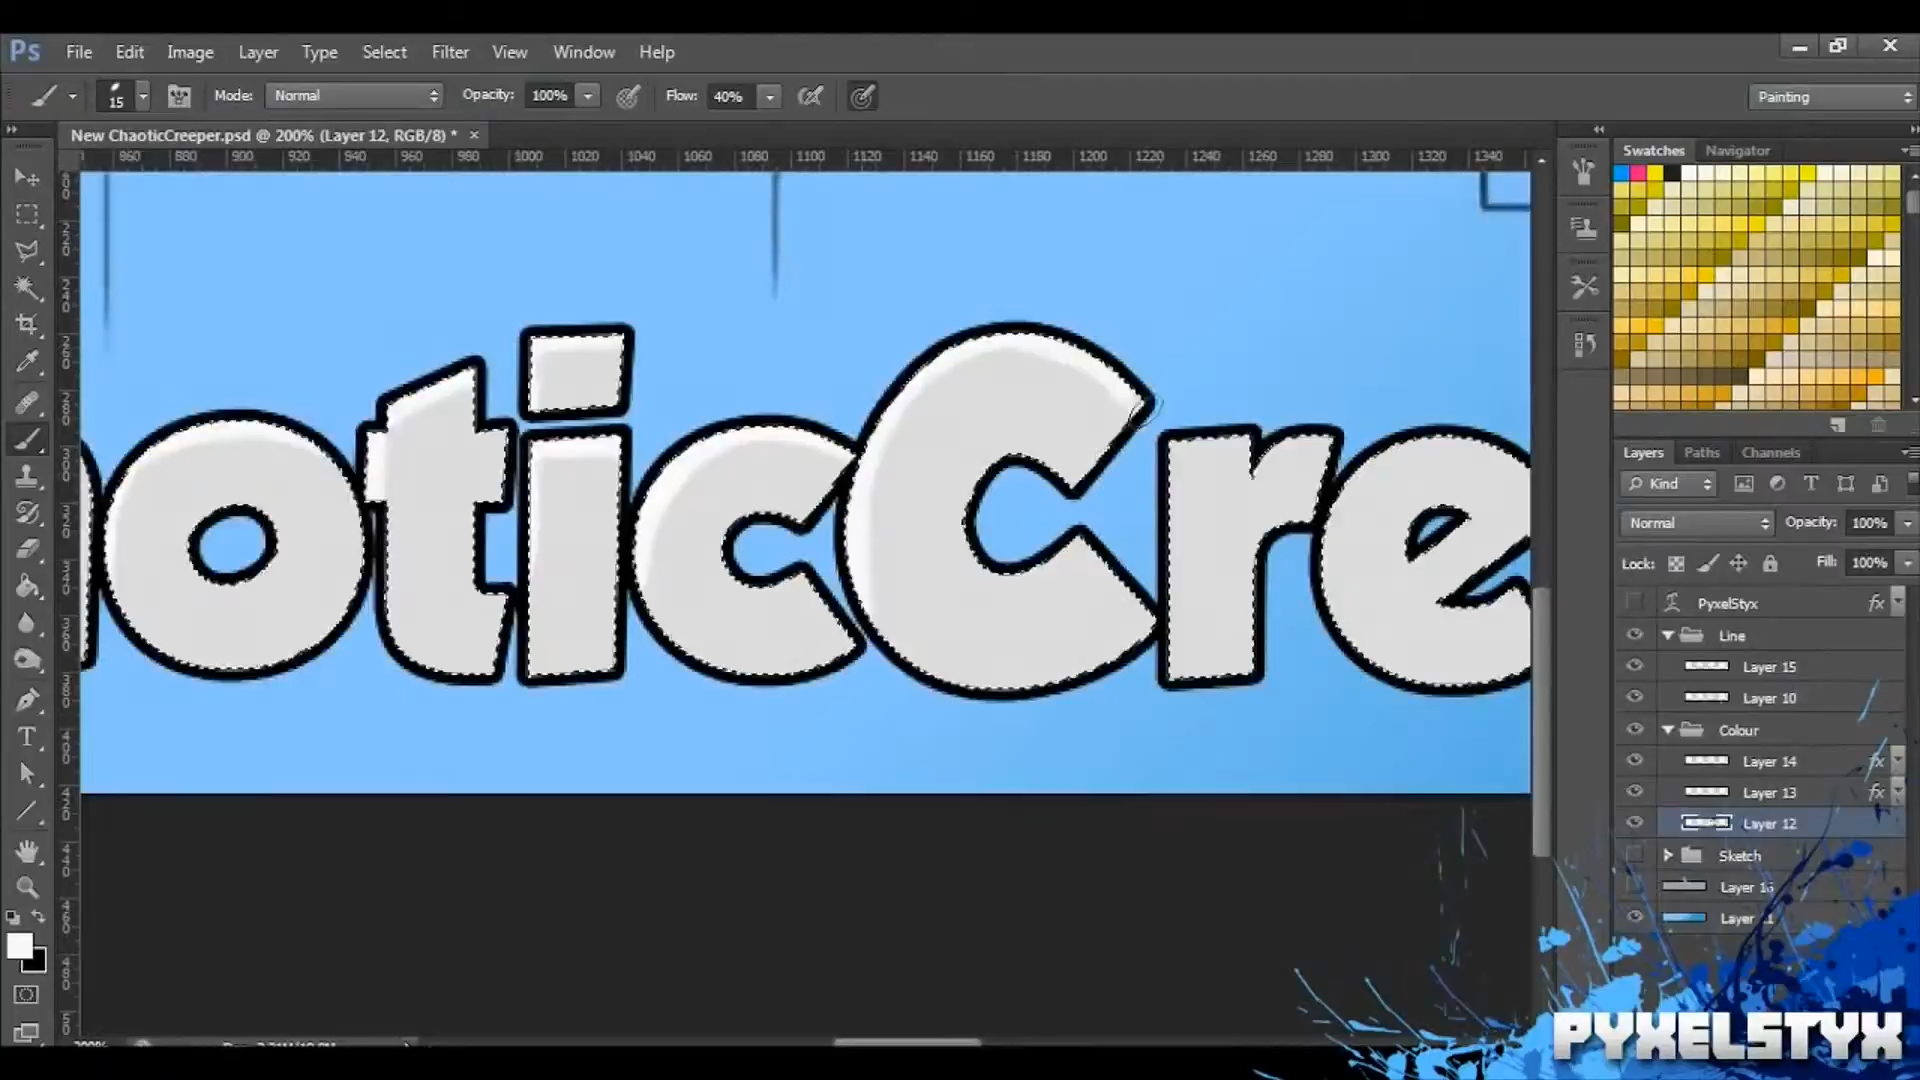 Ps File Edit Image Layer Type Select Filter View Window Help
15 Mode: Normal Opacity: 100% Flow: 40% Painting
New ChaoticCreeper.psd @ 200% (Layer 12, RGB/8) * ×
860 880 900 920 940 960 980 1000 1020 1040 1060 1080 1100 1120 1140 1160 1180 1200 1220 1240 1260 1280 1300 1320 1340
Swatches Navigator
oticCre
Layers Paths Channels
Kind
Normal Opacity: 100%
Lock: Fill: 100%
PyxelStyx fx
Line
Layer 15
Layer 10
Colour
Layer 14 fx
Layer 13 fx
Layer 12
Sketch
Layer
Layer
PYXELSTYX